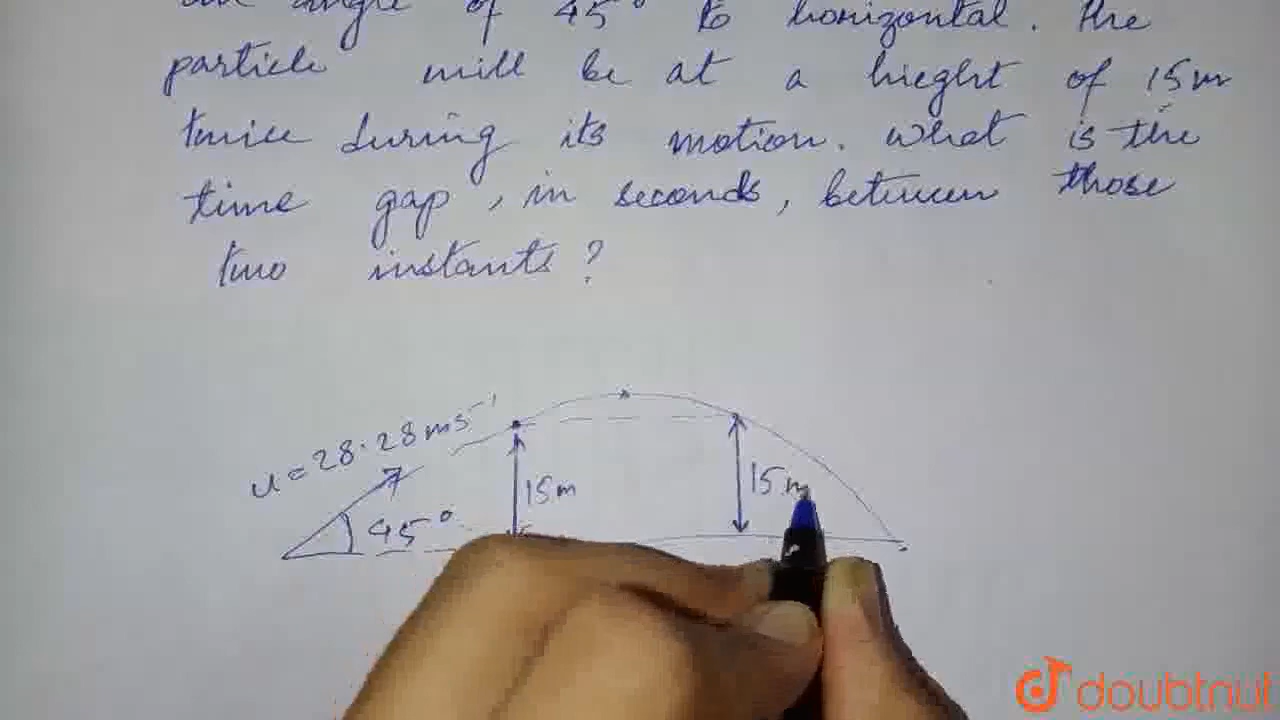 an angle of 45° to horizontal. The
particle will be at a hieght of 15m
twice during its motion. What is the
time gap, in seconds, between those
two instants?
u = 28.28 ms⁻¹
45°
15m
15m
doubtnut